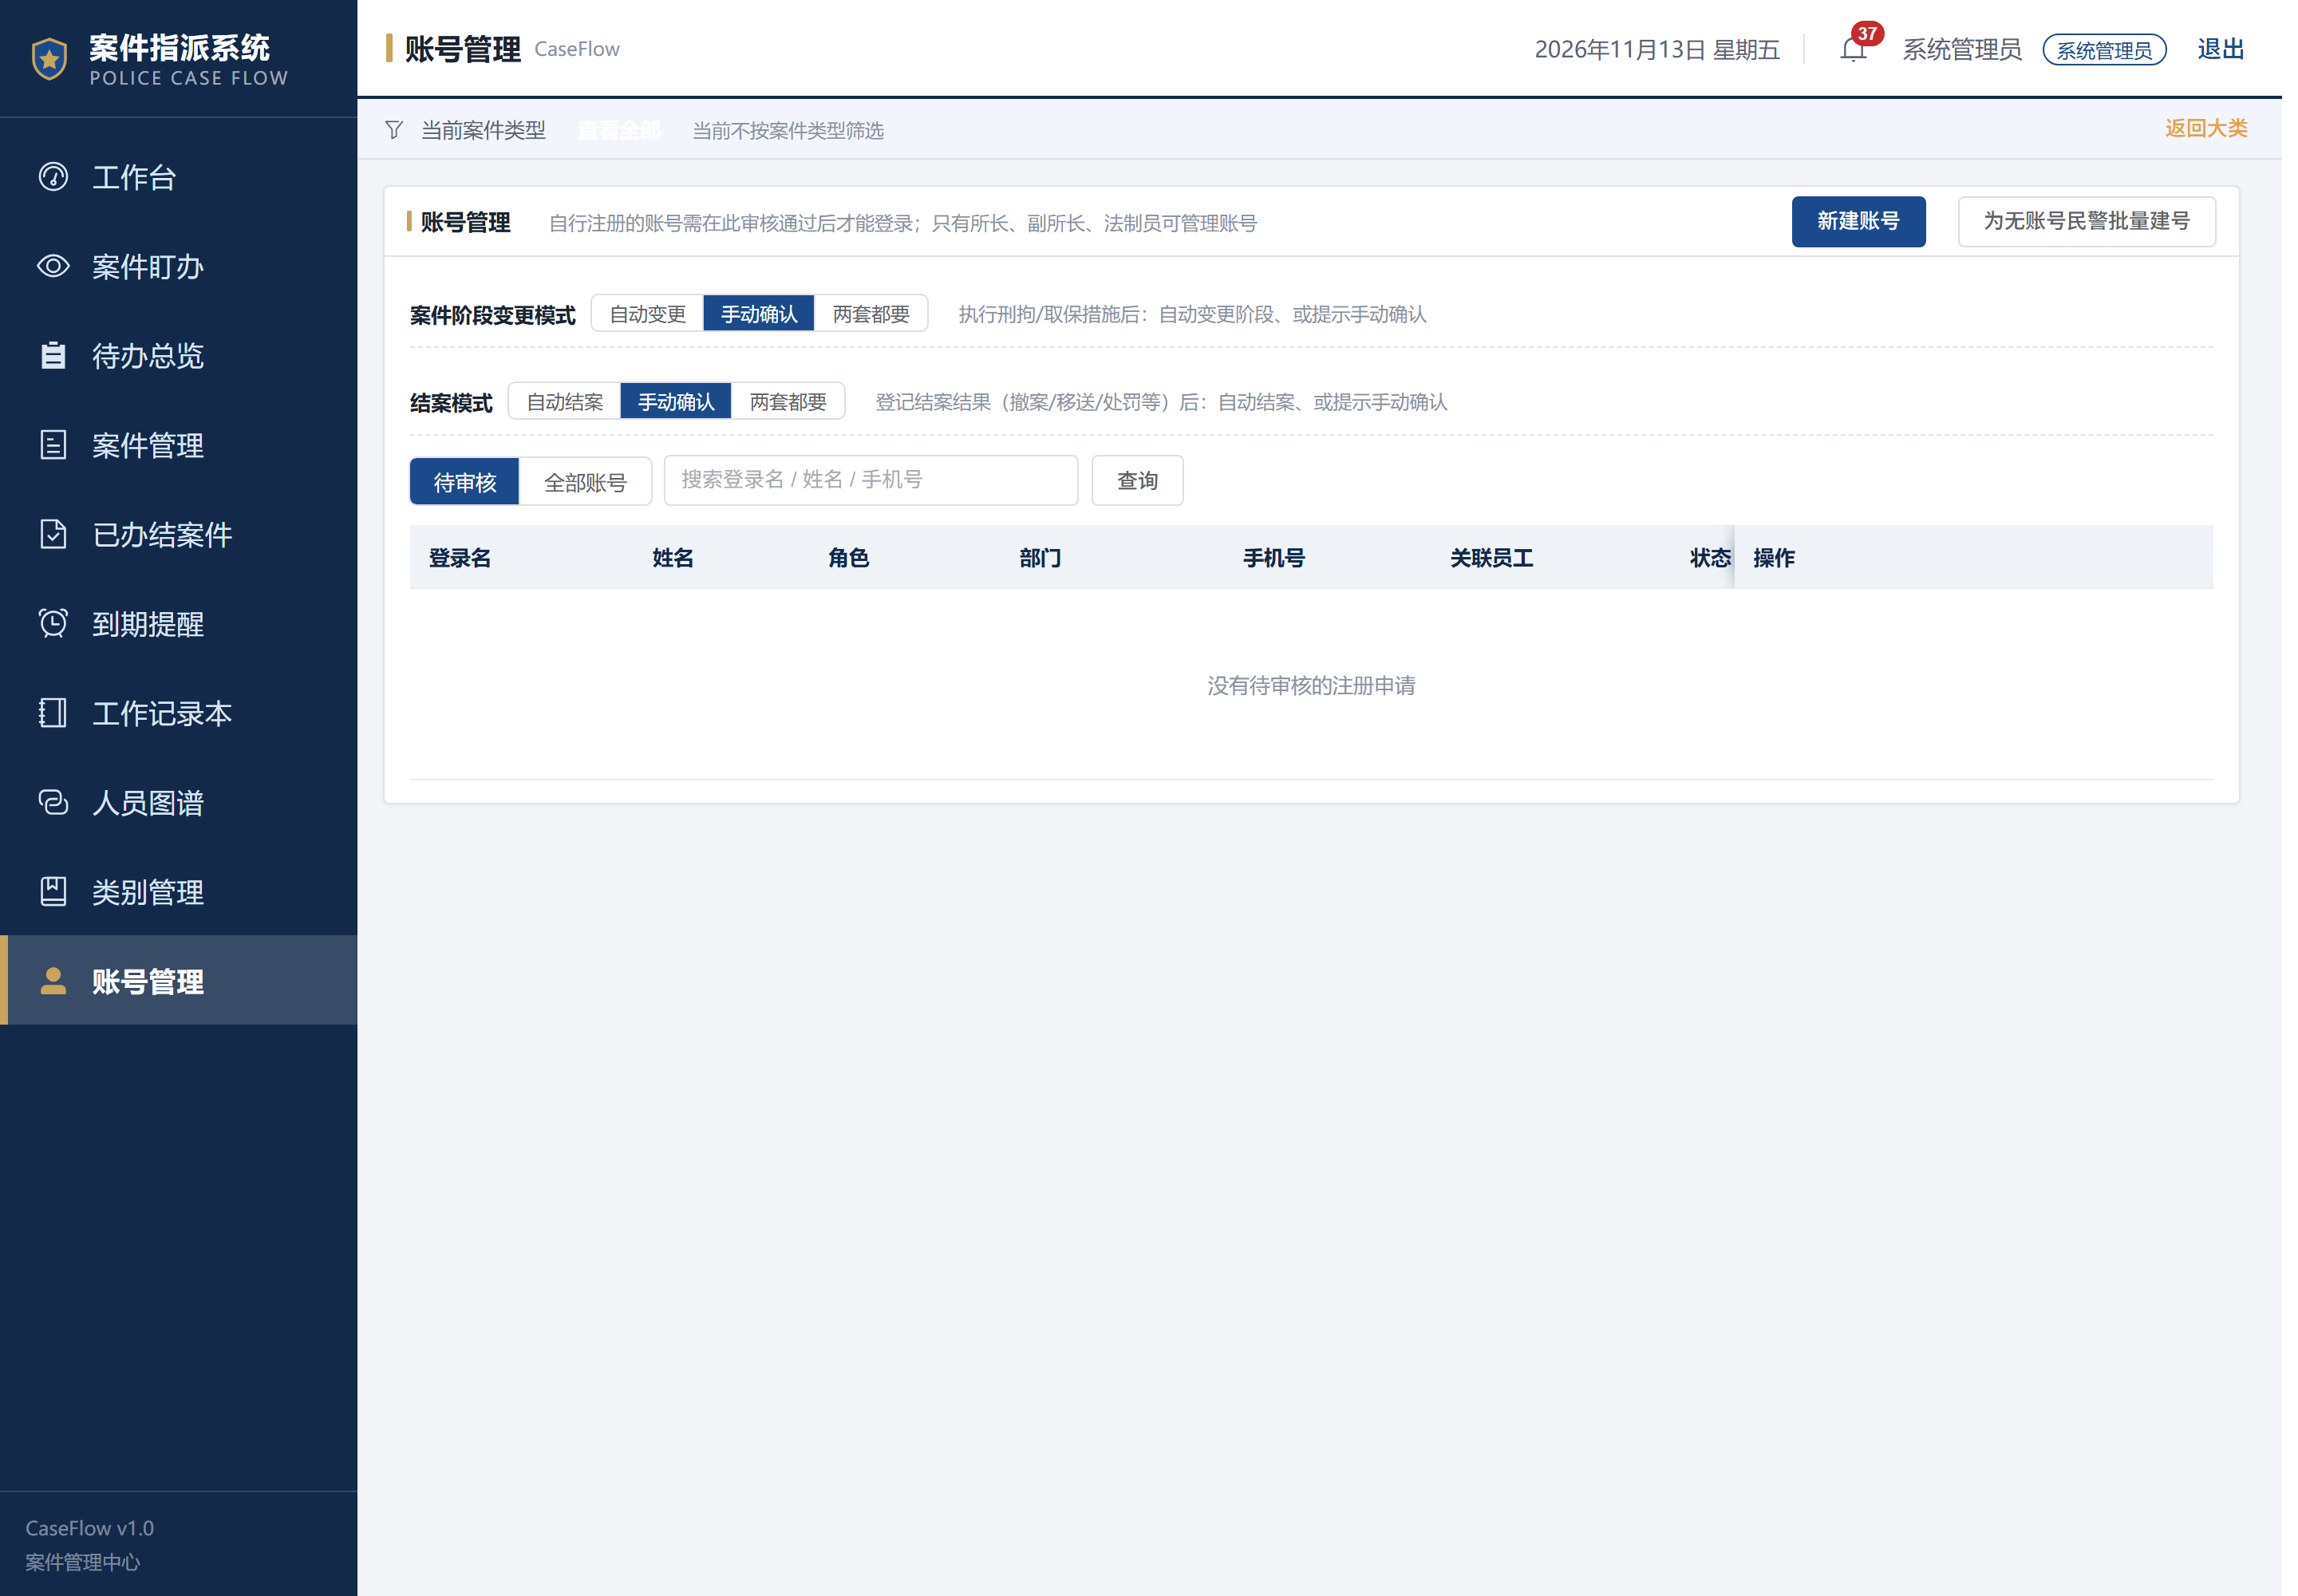 案件指派系统
POLICE CASE FLOW
工作台
案件盯办
待办总览
案件管理
已办结案件
到期提醒
工作记录本
人员图谱
类别管理
账号管理
CaseFlow v1.0
案件管理中心
账号管理 CaseFlow 2026年11月13日 星期五 37 系统管理员 系统管理员 退出
当前案件类型 查看全部 当前不按案件类型筛选 返回大类
账号管理 自行注册的账号需在此审核通过后才能登录；只有所长、副所长、法制员可管理账号 新建账号 为无账号民警批量建号
案件阶段变更模式 自动变更 手动确认 两套都要 执行刑拘/取保措施后：自动变更阶段、或提示手动确认
结案模式 自动结案 手动确认 两套都要 登记结案结果（撤案/移送/处罚等）后：自动结案、或提示手动确认
待审核 全部账号 搜索登录名 / 姓名 / 手机号 查询
登录名 姓名 角色 部门 手机号 关联员工 状态 操作
没有待审核的注册申请